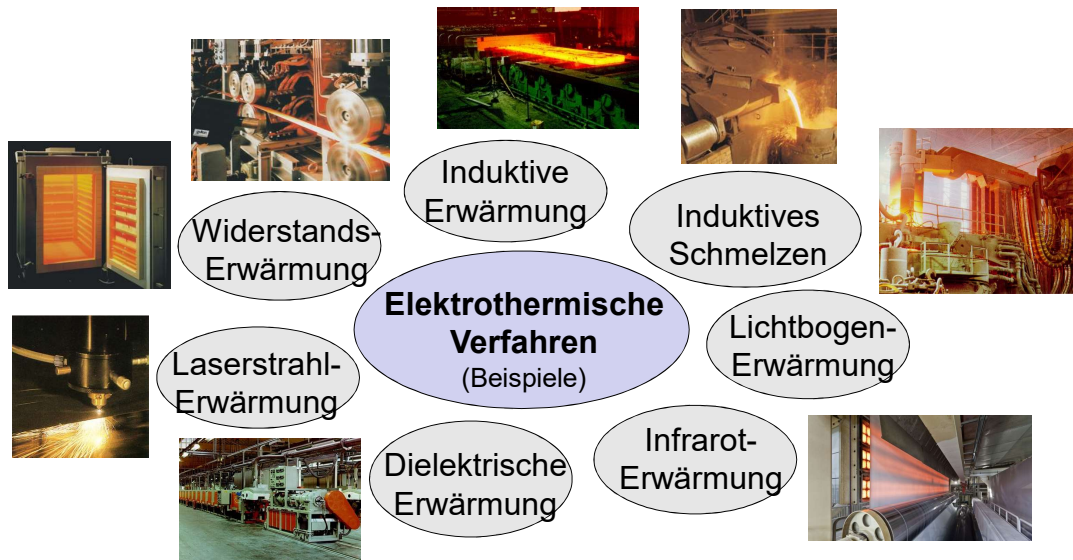 Induktive
Erwärmung
Widerstands-
Erwärmung
Induktives
Schmelzen
Elektrothermische
Verfahren
(Beispiele)
Lichtbogen-
Erwärmung
Laserstrahl-
Erwärmung
Infrarot-
Erwärmung
Dielektrische
Erwärmung